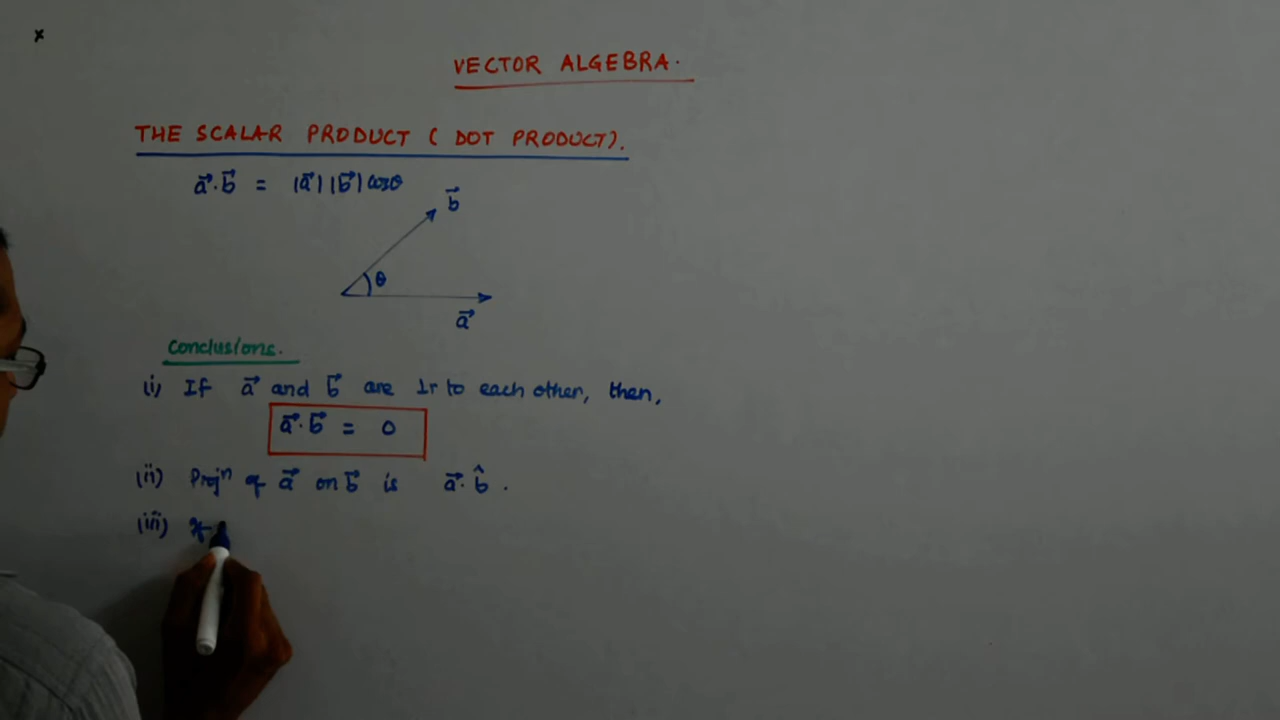 x
VECTOR ALGEBRA.
THE SCALAR PRODUCT ( DOT PRODUCT).
a⃗·b⃗ = |a⃗| |b⃗| cosθ
b⃗
θ
a⃗
Conclusions.
(i) If a⃗ and b⃗ are ⊥r to each other, then,
a⃗·b⃗ = 0
(ii) Projⁿ of a⃗ on b⃗ is a⃗·b̂ .
(iii)